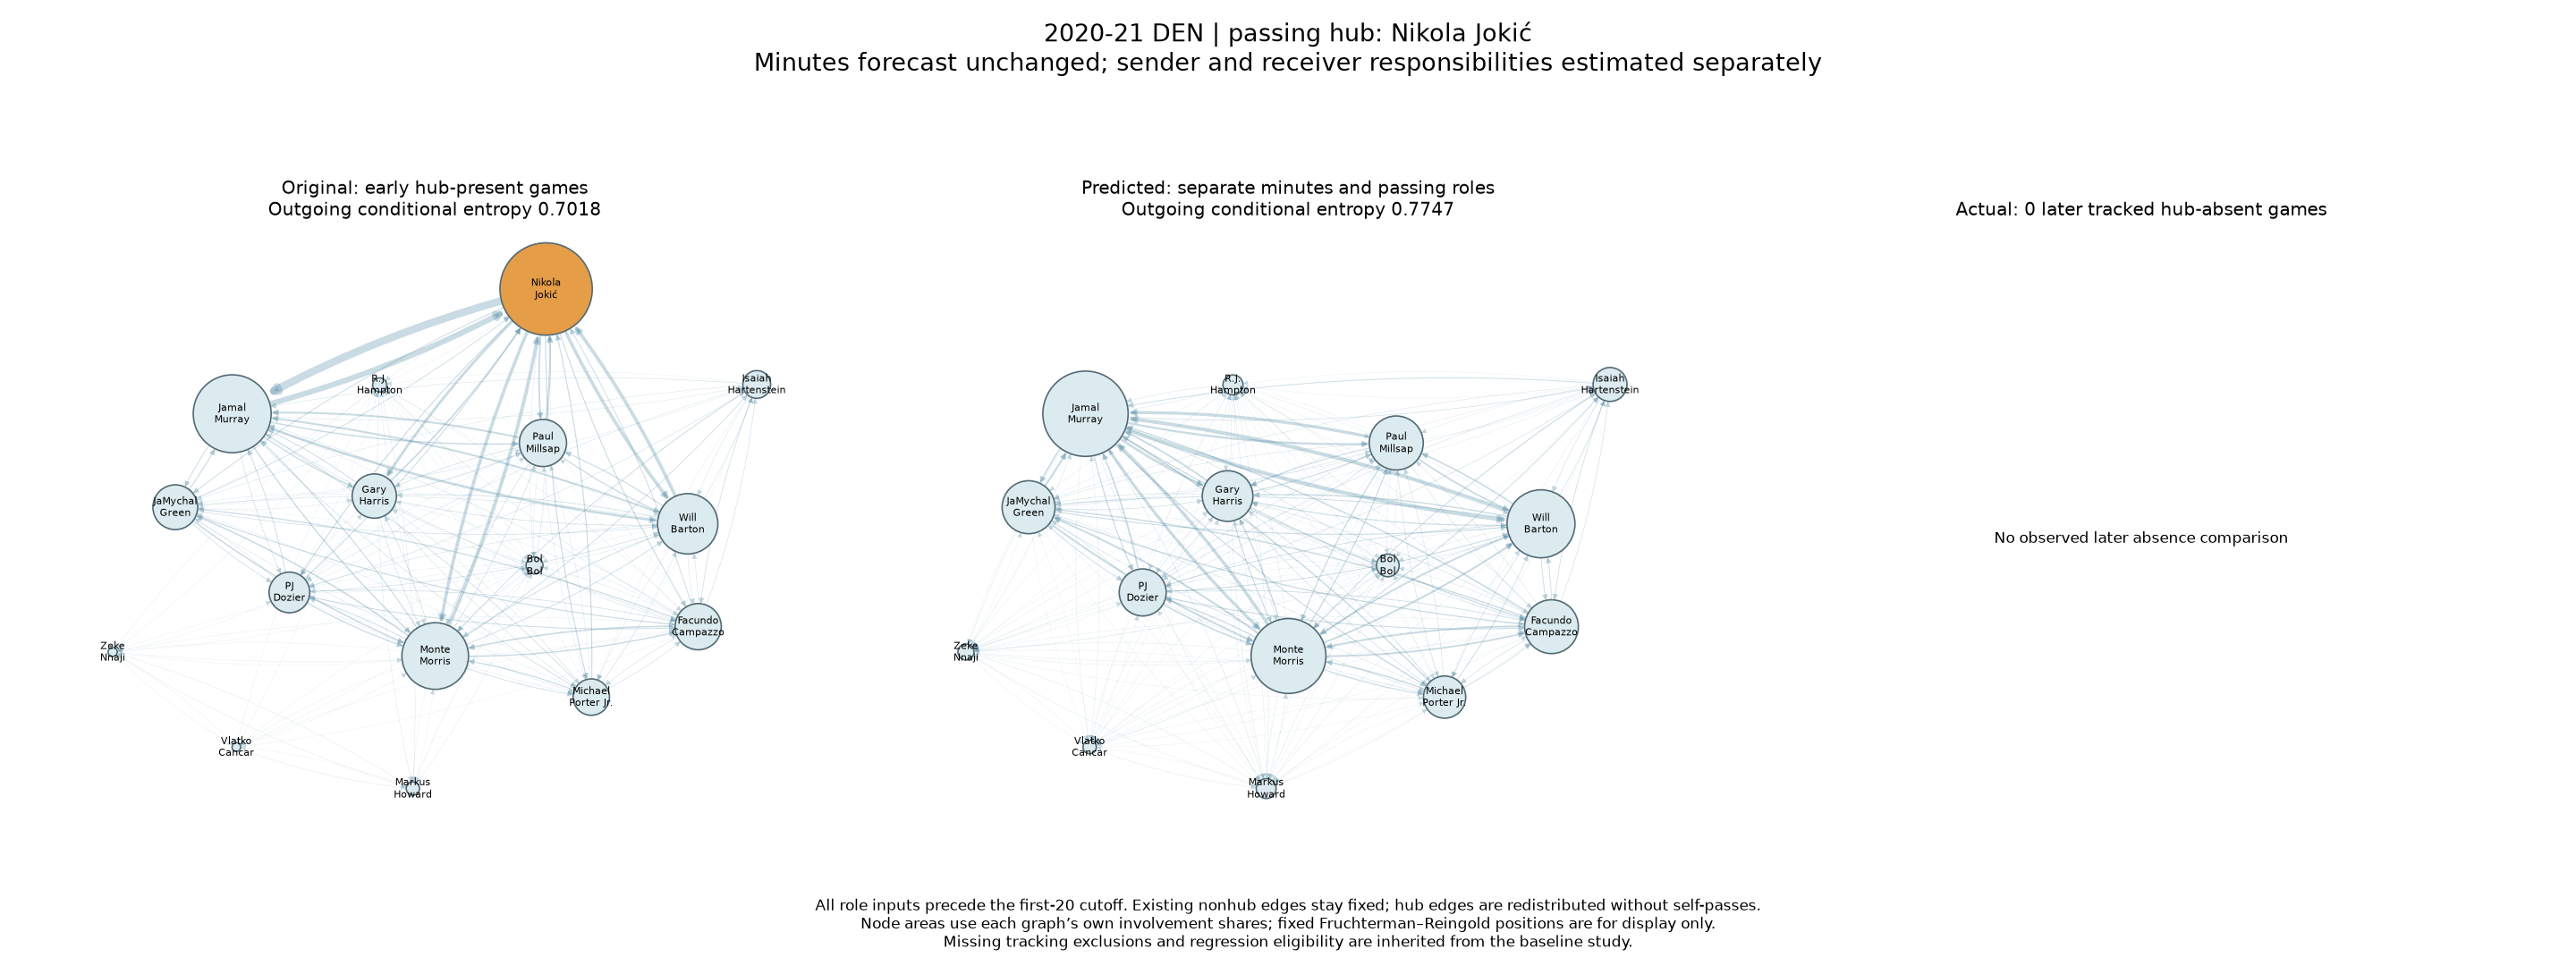 2020-21 DEN | passing hub: Nikola Jokić
Minutes forecast unchanged; sender and receiver responsibilities estimated separately
Original: early hub-present games
Outgoing conditional entropy 0.7018
Nikola
Jokić
Jamal
Murray
R.J.
Hampton
Isaiah
Hartenstein
Paul
Millsap
JaMychal
Green
Gary
Harris
Will
Barton
Bol
Bol
PJ
Dozier
Facundo
Campazzo
Zeke
Nnaji
Monte
Morris
Michael
Porter Jr.
Vlatko
Cancar
Markus
Howard
Predicted: separate minutes and passing roles
Outgoing conditional entropy 0.7747
Jamal
Murray
R.J.
Hampton
Isaiah
Hartenstein
Paul
Millsap
JaMychal
Green
Gary
Harris
Will
Barton
Bol
Bol
PJ
Dozier
Facundo
Campazzo
Zeke
Nnaji
Monte
Morris
Michael
Porter Jr.
Vlatko
Cancar
Markus
Howard
Actual: 0 later tracked hub-absent games
No observed later absence comparison
All role inputs precede the first-20 cutoff. Existing nonhub edges stay fixed; hub edges are redistributed without self-passes.
Node areas use each graph’s own involvement shares; fixed Fruchterman–Reingold positions are for display only.
Missing tracking exclusions and regression eligibility are inherited from the baseline study.